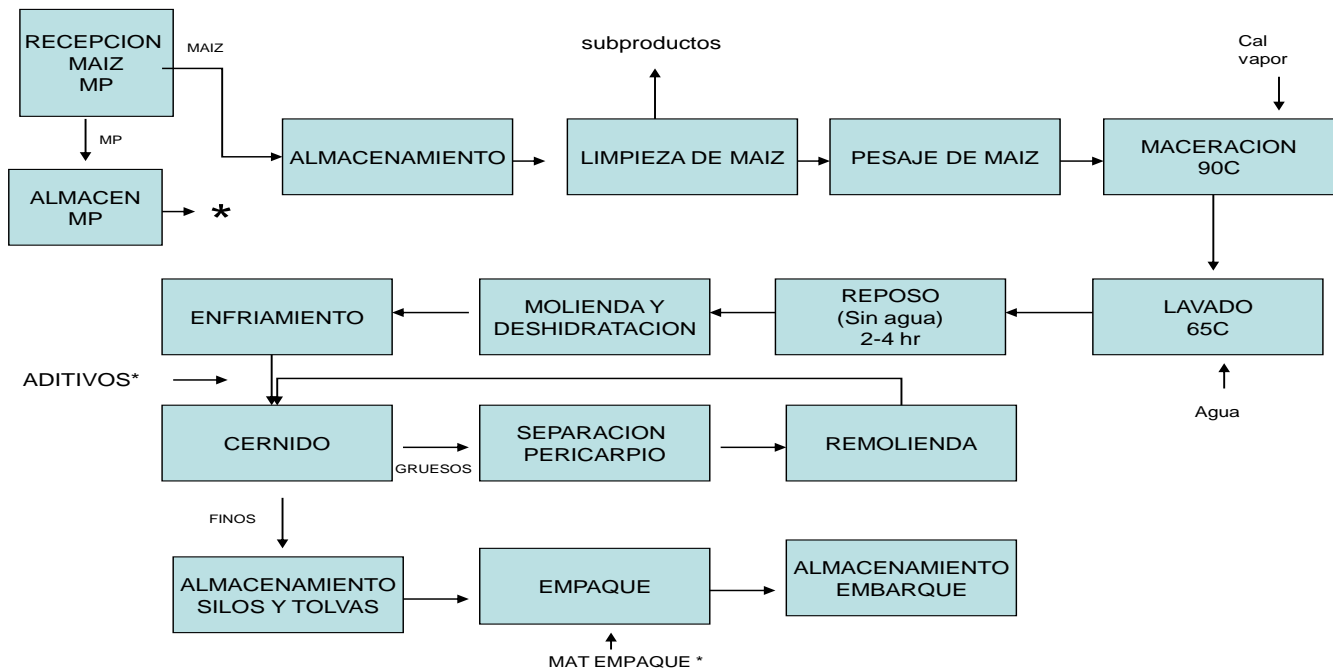 RECEPCION
MAIZ
MP
MAIZ
subproductos
Cal
vapor
MP
ALMACENAMIENTO
LIMPIEZA DE MAIZ
PESAJE DE MAIZ
MACERACION
90C
ALMACEN
MP
*
ENFRIAMIENTO
MOLIENDA Y
DESHIDRATACION
REPOSO
(Sin agua)
2-4 hr
LAVADO
65C
ADITIVOS*
Agua
CERNIDO
GRUESOS
SEPARACION
PERICARPIO
REMOLIENDA
FINOS
ALMACENAMIENTO
SILOS Y TOLVAS
EMPAQUE
ALMACENAMIENTO
EMBARQUE
MAT EMPAQUE *